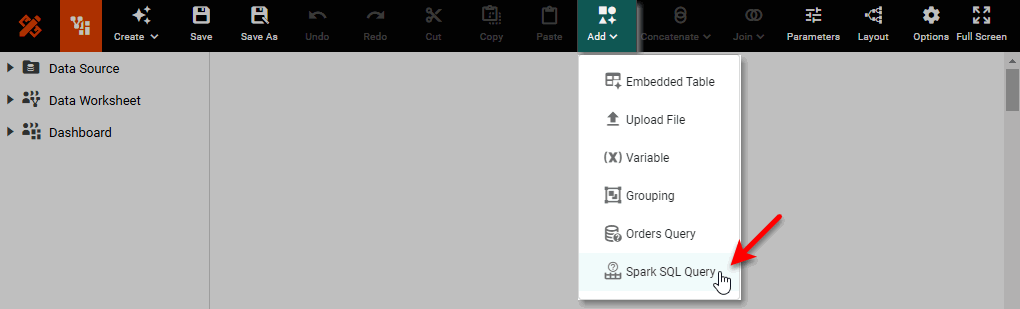 Create Save Save As Undo Redo Cut Copy Paste Add Concatenate Join Parameters Layout Options Full Screen
Data Source
Data Worksheet
Dashboard
Embedded Table
Upload File
(X) Variable
Grouping
Orders Query
Spark SQL Query